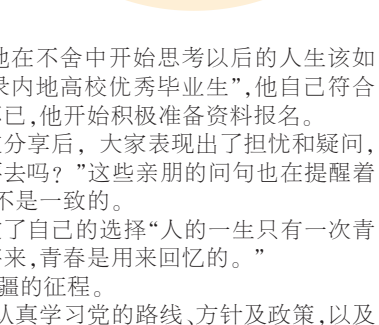 他在不舍中开始思考以后的人生该如
录内地高校优秀毕业生”,他自己符合
不已,他开始积极准备资料报名。
分享后，大家表现出了担忧和疑问,
去吗？”这些亲朋的问句也在提醒着
不是一致的。
了自己的选择“人的一生只有一次青
来,青春是用来回忆的。”
疆的征程。
认真学习党的路线、方针及政策,以及